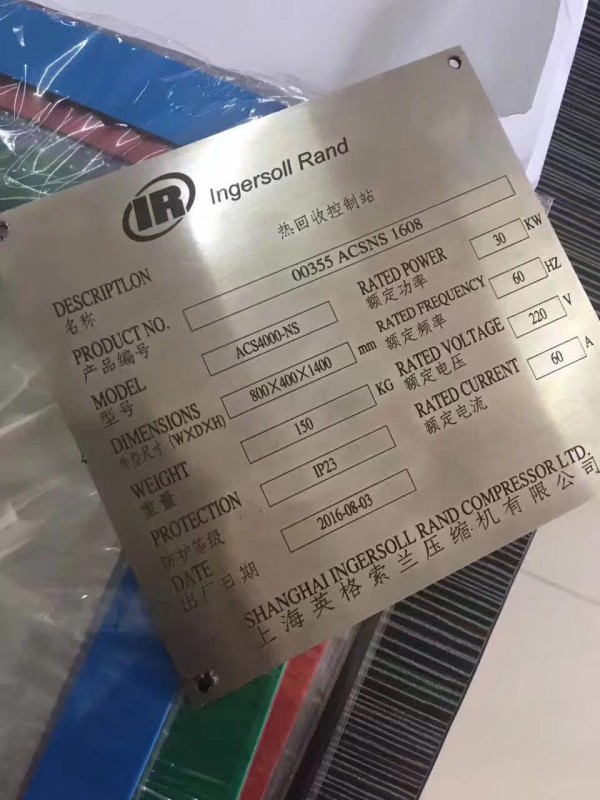 IR Ingersoll Rand
热回收控制站
DESCRIPTLON
名称
00355 ACSNS 1608
PRODUCT NO.
产品编号
ACS4000-NS
MODEL
型号
800X400X1400 mm
DIMENSIONS
外型尺寸 (WXDXH)
150 KG
WEIGHT
重量
IP23
PROTECTION
防护等级
2016-08-03
DATE
出厂日期
RATED POWER 30 KW
额定功率
RATED FREQUENCY 60 HZ
额定频率
RATED VOLTAGE 220 V
额定电压
RATED CURRENT 60 A
额定电流
SHANGHAI INGERSOLL RAND COMPRESSOR LTD.
上海英格索兰压缩机有限公司